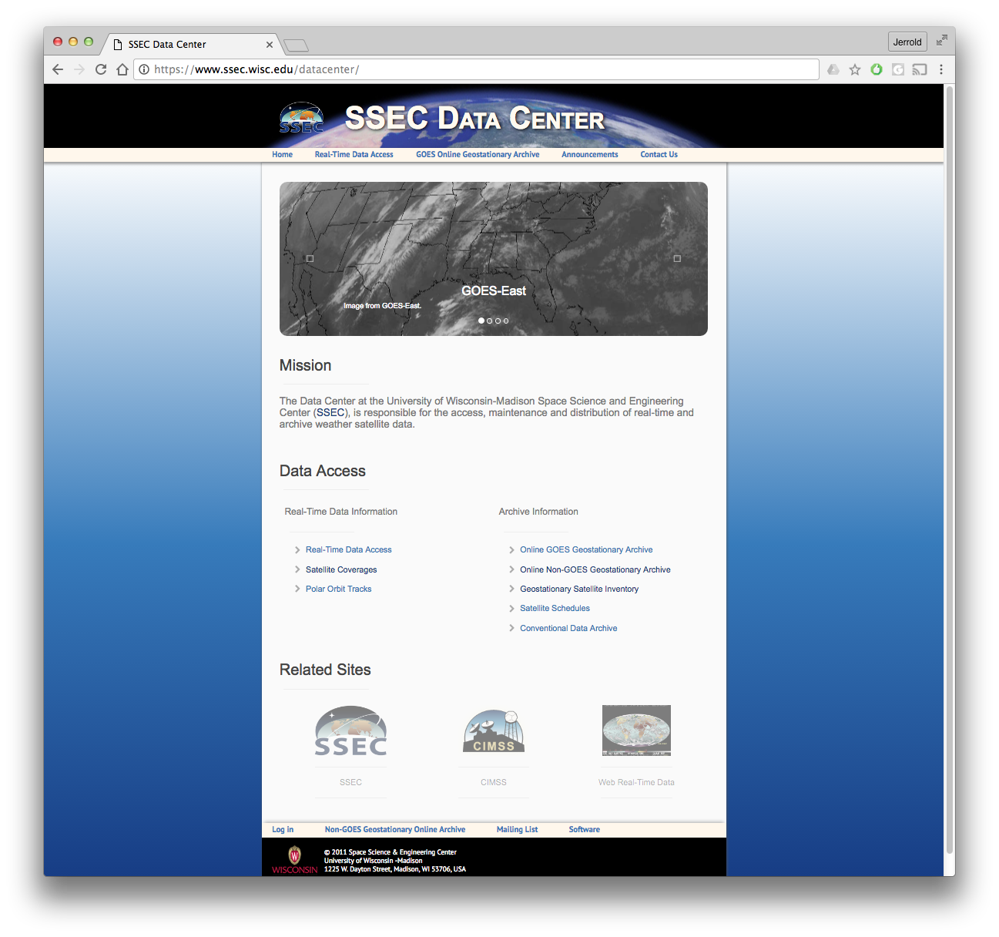 SSEC Data Center
Jerrold
https://www.ssec.wisc.edu/datacenter/
SSEC
SSEC DATA CENTER
Home Real-Time Data Access GOES Online Geostationary Archive Announcements Contact Us
GOES-East
Image from GOES-East.
Mission
The Data Center at the University of Wisconsin-Madison Space Science and Engineering
Center (SSEC), is responsible for the access, maintenance and distribution of real-time and
archive weather satellite data.
Data Access
Real-Time Data Information
Real-Time Data Access
Satellite Coverages
Polar Orbit Tracks
Archive Information
Online GOES Geostationary Archive
Online Non-GOES Geostationary Archive
Geostationary Satellite Inventory
Satellite Schedules
Conventional Data Archive
Related Sites
SSEC
SSEC
CIMSS
CIMSS
Web Real-Time Data
Log in Non-GOES Geostationary Online Archive Mailing List Software
W
WISCONSIN
© 2011 Space Science & Engineering Center
University of Wisconsin -Madison
1225 W. Dayton Street, Madison, WI 53706, USA